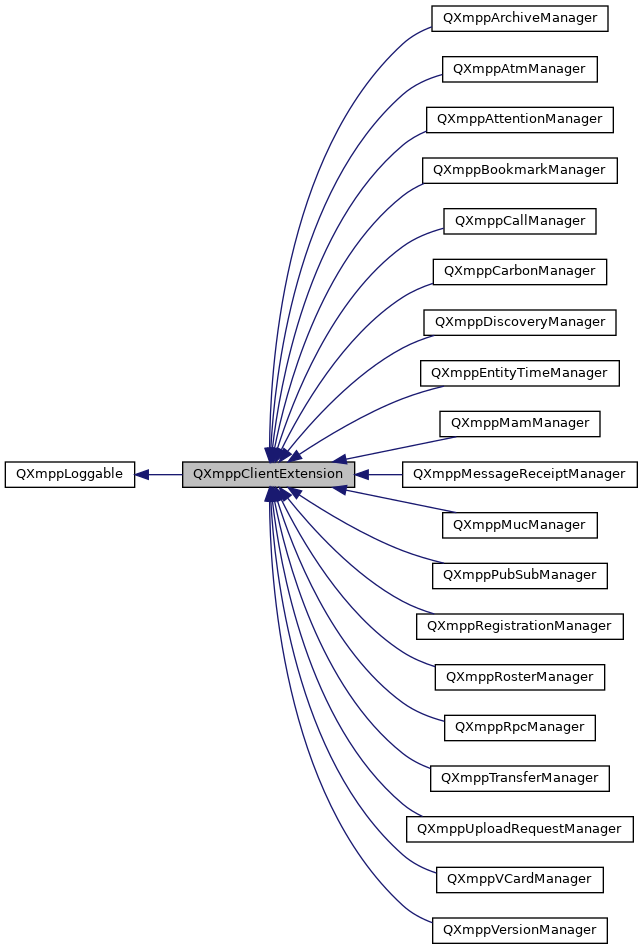 QXmppArchiveManager
QXmppAtmManager
QXmppAttentionManager
QXmppBookmarkManager
QXmppCallManager
QXmppCarbonManager
QXmppDiscoveryManager
QXmppEntityTimeManager
QXmppMamManager
QXmppLoggable
QXmppClientExtension
QXmppMessageReceiptManager
QXmppMucManager
QXmppPubSubManager
QXmppRegistrationManager
QXmppRosterManager
QXmppRpcManager
QXmppTransferManager
QXmppUploadRequestManager
QXmppVCardManager
QXmppVersionManager